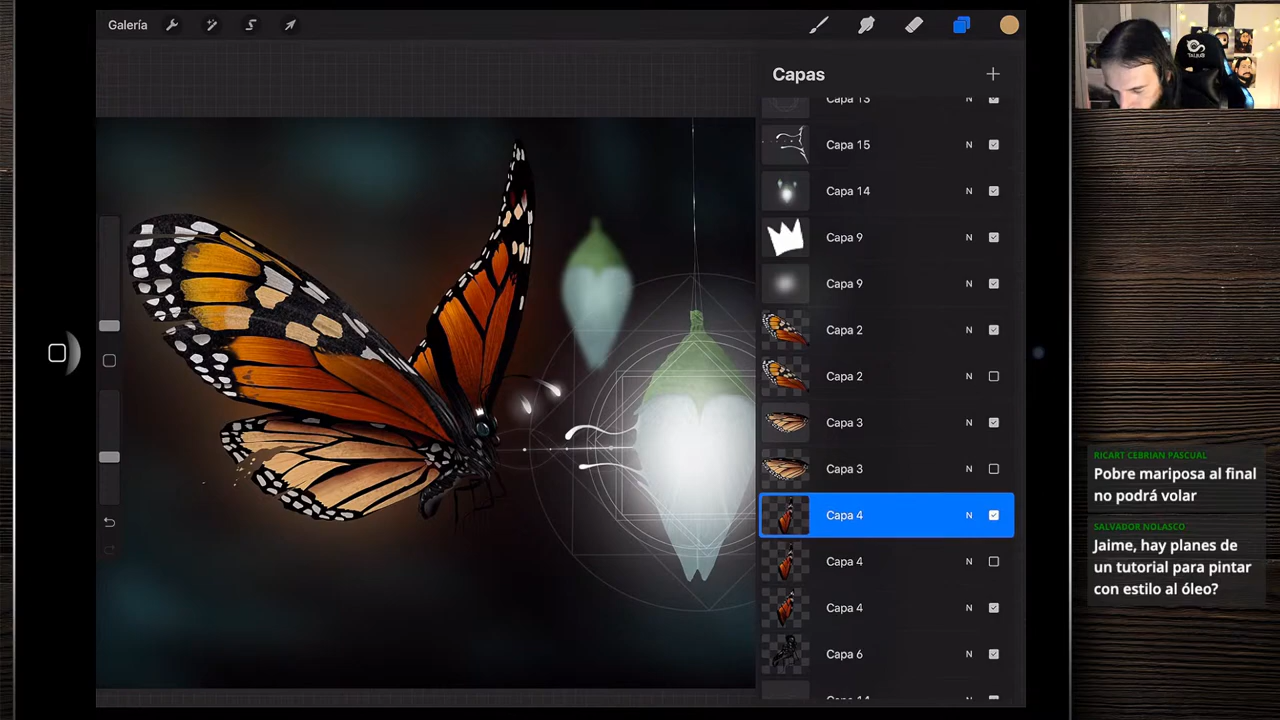 Galería
Capas
Capa 13
Capa 15
N
Capa 14
N
Capa 9
N
Capa 9
N
Capa 2
N
Capa 2
N
Capa 3
N
Capa 3
N
Capa 4
N
Capa 4
N
Capa 4
N
Capa 6
N
RICART CEBRIAN PASCUAL
Pobre mariposa al final
no podrá volar
SALVADOR NOLASCO
Jaime, hay planes de
un tutorial para pintar
con estilo al óleo?